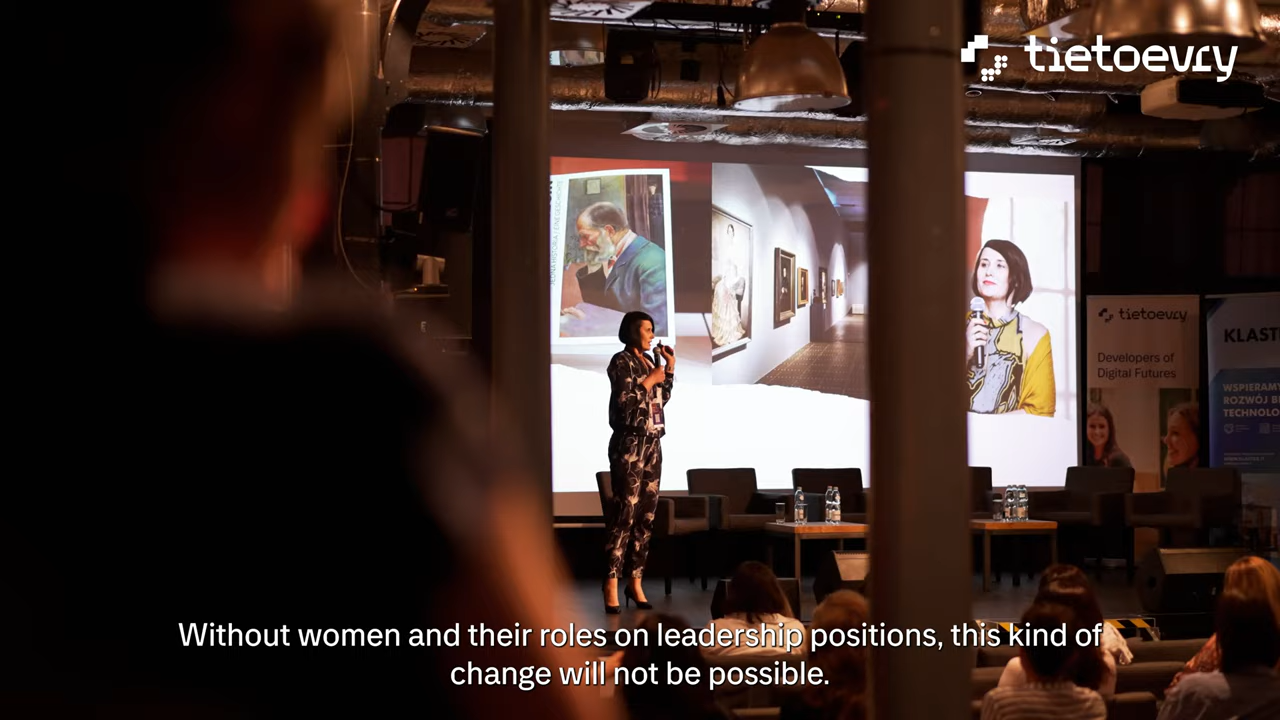 tietoevry
tietoevry
Developers of
Digital Futures
KLAST
WSPIERAMY
ROZWÓJ B
TECHNOLO
Without women and their roles on leadership positions, this kind of
change will not be possible.